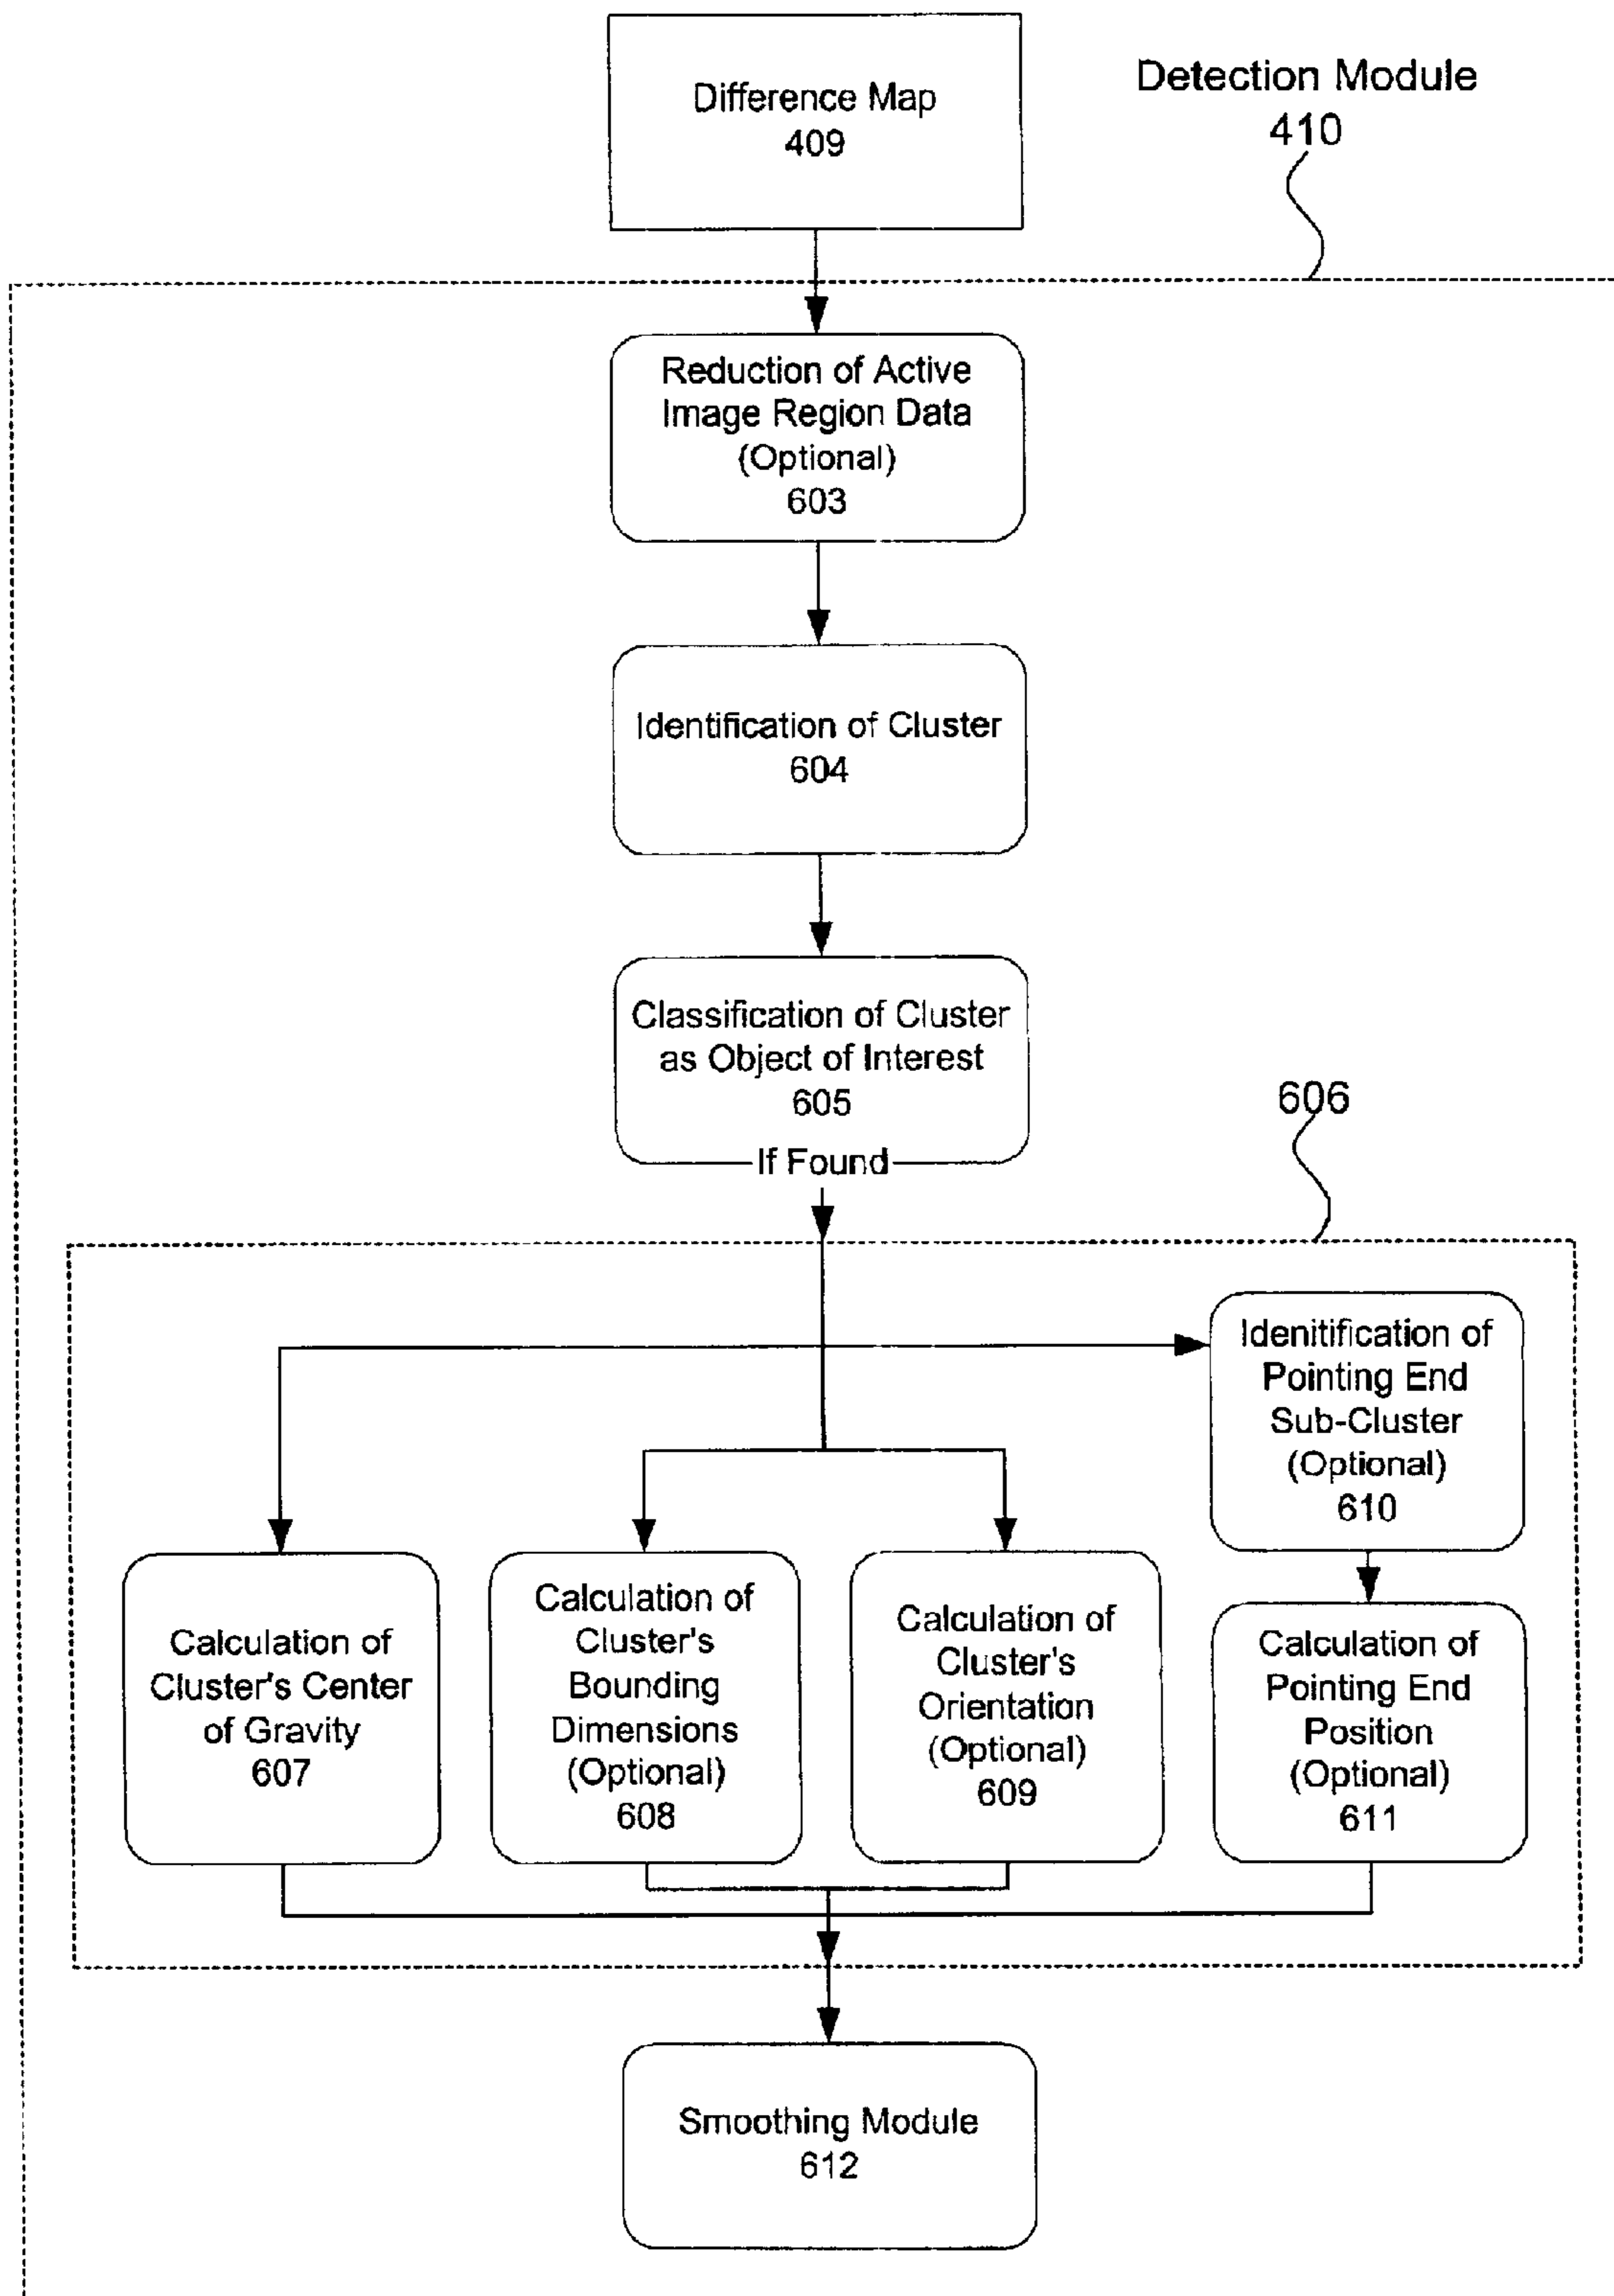 Difference Map
409
Detection Module
410
Reduction of Active
Image Region Data
(Optional)
603
Identification of Cluster
604
Classification of Cluster
as Object of Interest
605
If Found
606
Idenitification of
Pointing End
Sub-Cluster
(Optional)
610
Calculation of
Cluster's Center
of Gravity
607
Calculation of
Cluster's
Bounding
Dimensions
(Optional)
608
Calculation of
Cluster's
Orientation
(Optional)
609
Calculation of
Pointing End
Position
(Optional)
611
Smoothing Module
612